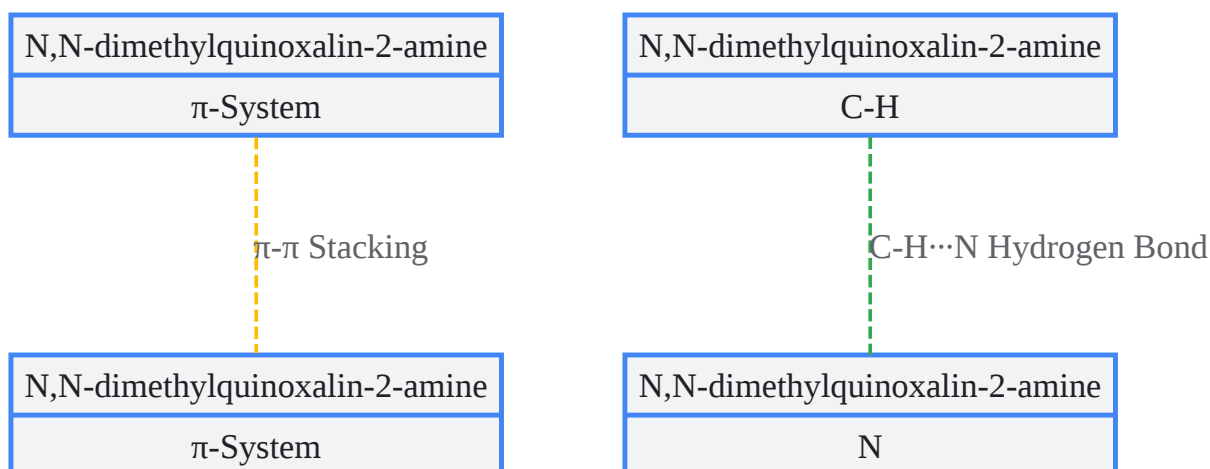 N,N-dimethylquinoxalin-2-amine
π-System
π-π Stacking
N,N-dimethylquinoxalin-2-amine
π-System
N,N-dimethylquinoxalin-2-amine
C-H
C-H···N Hydrogen Bond
N,N-dimethylquinoxalin-2-amine
N